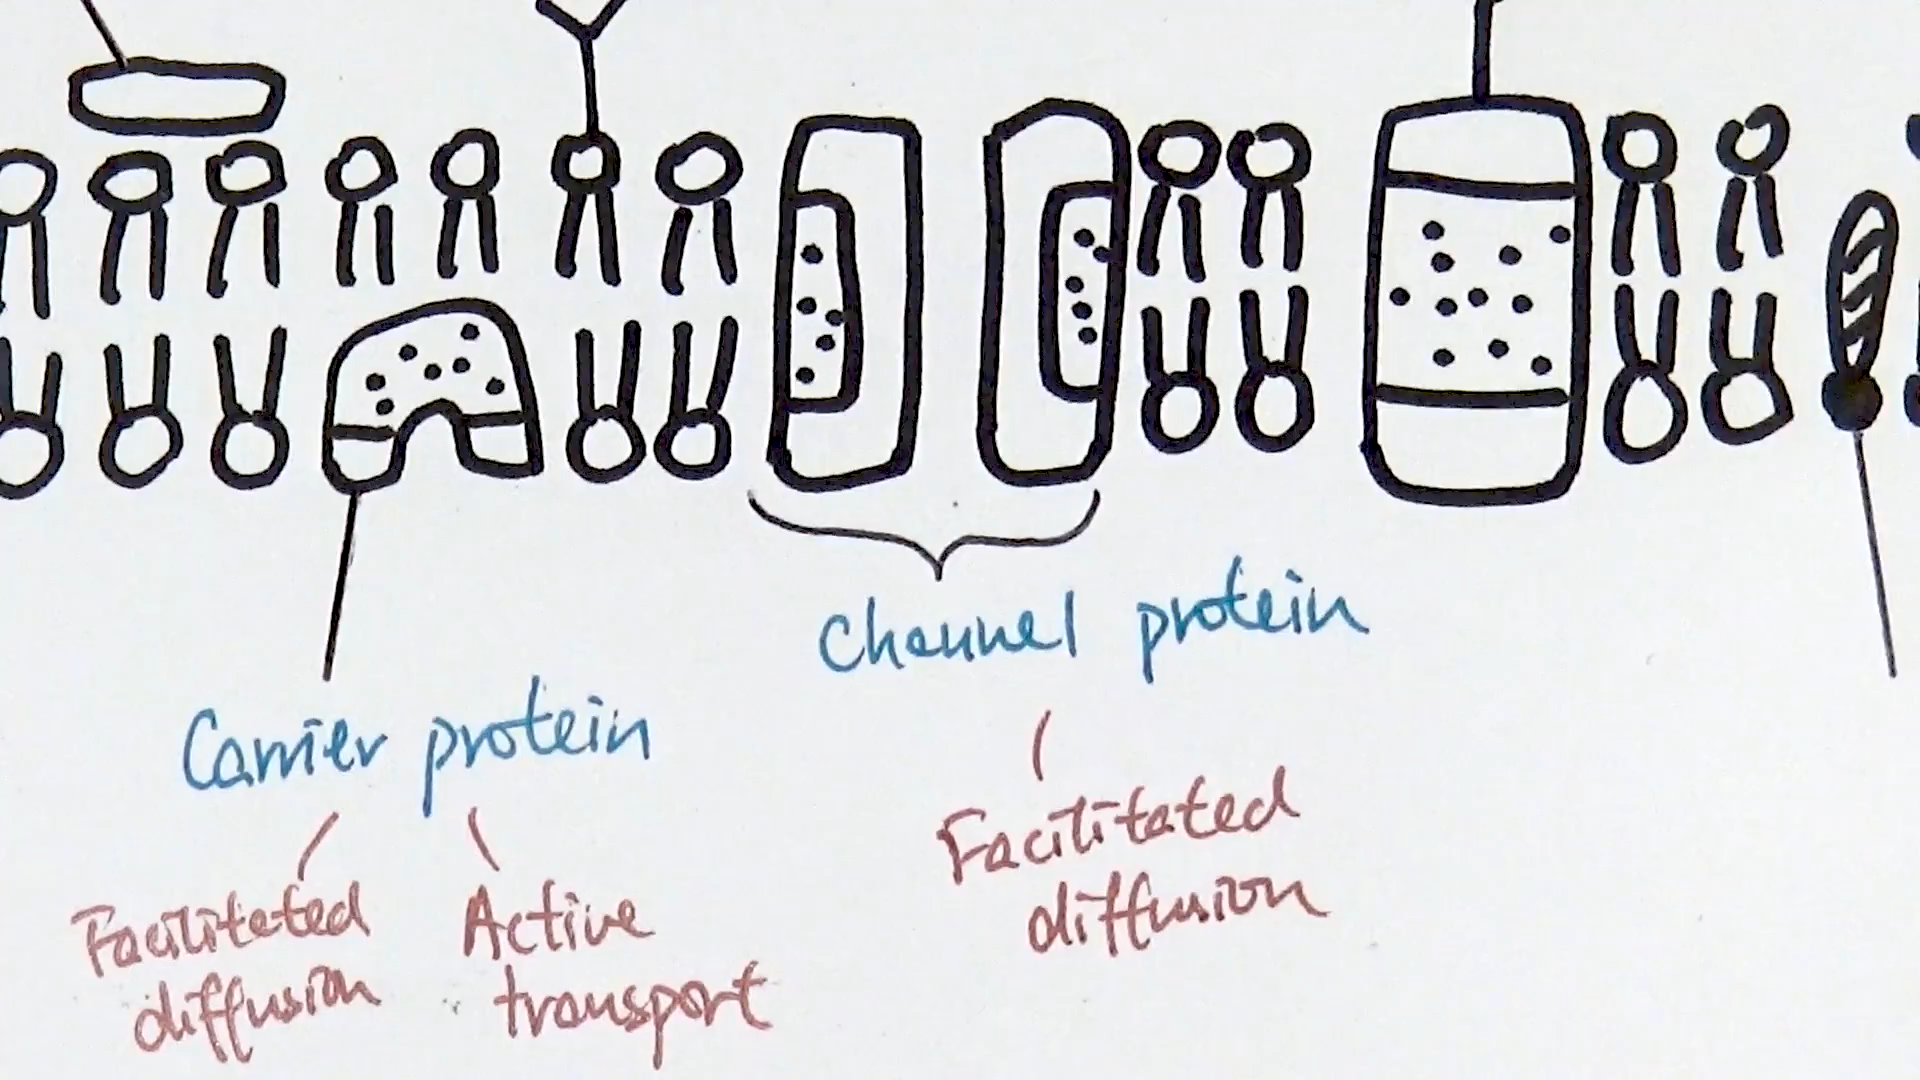 Channel protein
Carrier protein
Facilitated
diffusion
Facilitated
diffusion
Active
transport